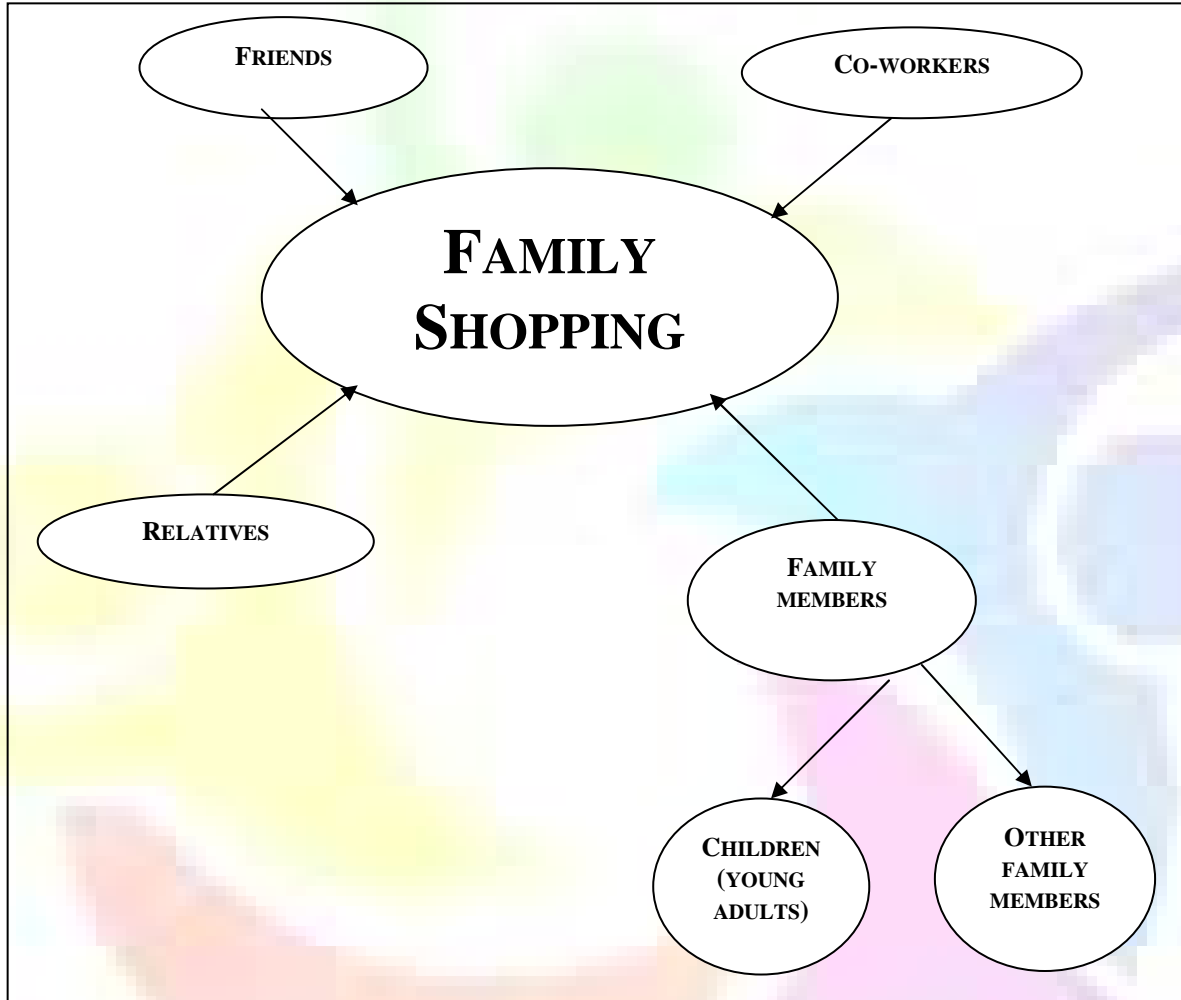 FRIENDS
CO-WORKERS
FAMILY
SHOPPING
RELATIVES
FAMILY
MEMBERS
CHILDREN
(YOUNG
ADULTS)
OTHER
FAMILY
MEMBERS